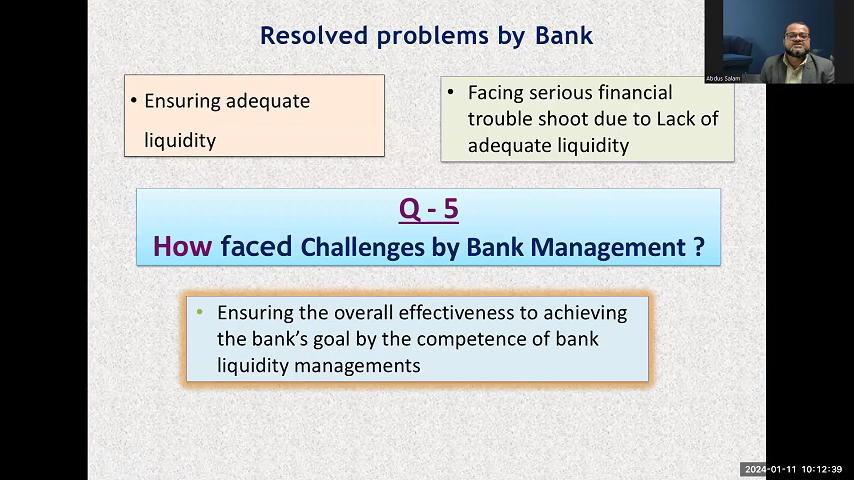 Resolved problems by Bank
Abdus Salam
• Ensuring adequate
liquidity
• Facing serious financial
trouble shoot due to Lack of
adequate liquidity
Q - 5
How faced Challenges by Bank Management ?
• Ensuring the overall effectiveness to achieving
the bank’s goal by the competence of bank
liquidity managements
2024-01-11 10:12:39